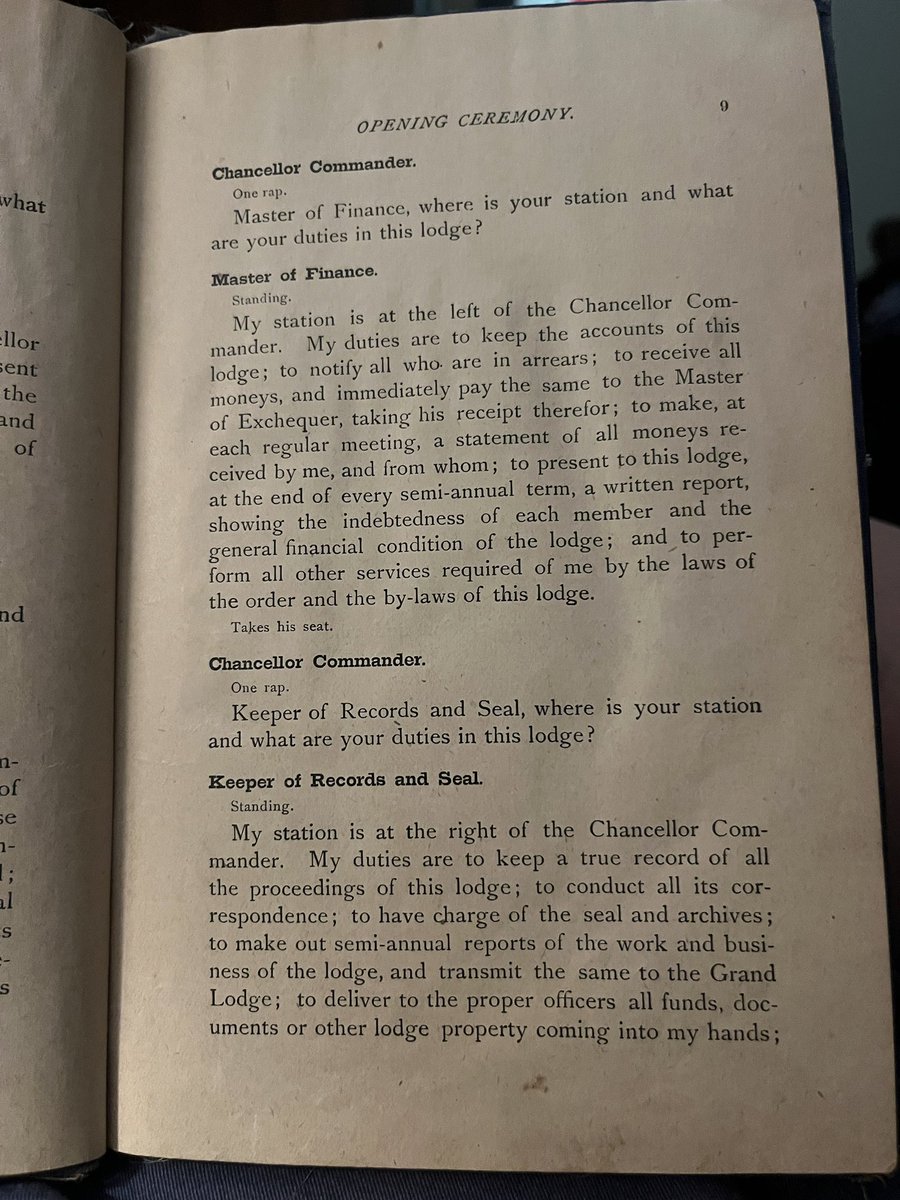 what
llor
sent
the
and
of
nd
n-
of
se
n-
l;
al
s
e-
s
OPENING CEREMONY.
9
Chancellor Commander.
One rap.
Master of Finance, where is your station and what
are your duties in this lodge?
Master of Finance.
Standing.
My station is at the left of the Chancellor Com-
mander. My duties are to keep the accounts of this
lodge; to notify all who are in arrears; to receive all
moneys, and immediately pay the same to the Master
of Exchequer, taking his receipt therefor; to make, at
each regular meeting, a statement of all moneys re-
ceived by me, and from whom; to present to this lodge,
at the end of every semi-annual term, a written report,
showing the indebtedness of each member and the
general financial condition of the lodge; and to per-
form all other services required of me by the laws of
the order and the by-laws of this lodge.
Takes his seat.
Chancellor Commander.
One rap.
Keeper of Records and Seal, where is your station
and what are your duties in this lodge?
Keeper of Records and Seal.
Standing.
My station is at the right of the Chancellor Com-
mander. My duties are to keep a true record of all
the proceedings of this lodge; to conduct all its cor-
respondence; to have charge of the seal and archives;
to make out semi-annual reports of the work and busi-
ness of the lodge, and transmit the same to the Grand
Lodge; to deliver to the proper officers all funds, doc-
uments or other lodge property coming into my hands;